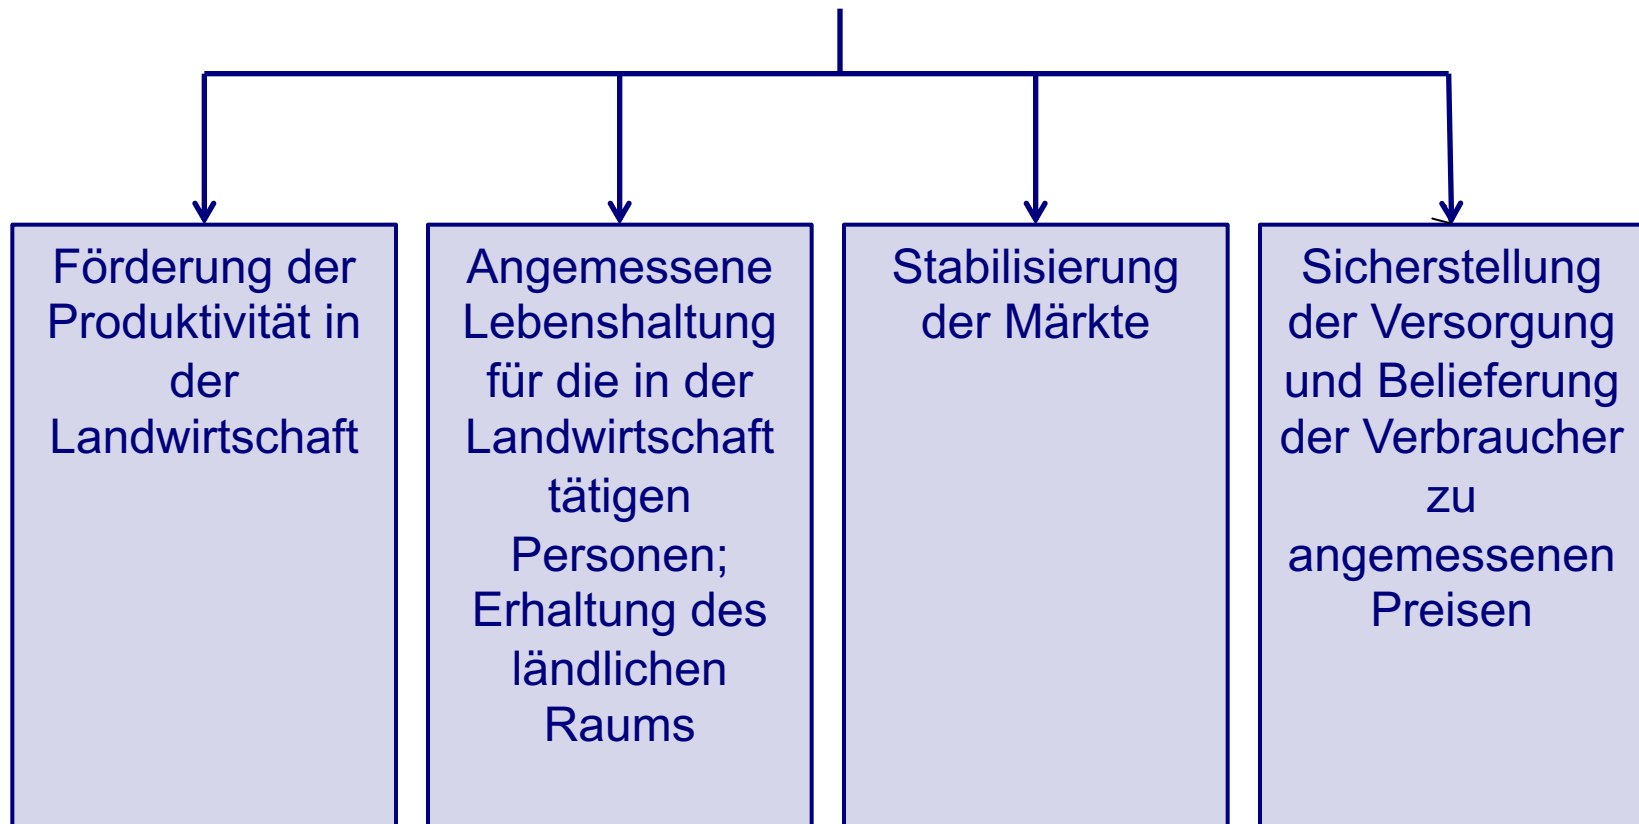 Förderung der
Produktivität in
der
Landwirtschaft
Angemessene
Lebenshaltung
für die in der
Landwirtschaft
tätigen
Personen;
Erhaltung des
ländlichen
Raums
Stabilisierung
der Märkte
Sicherstellung
der Versorgung
und Belieferung
der Verbraucher
zu
angemessenen
Preisen